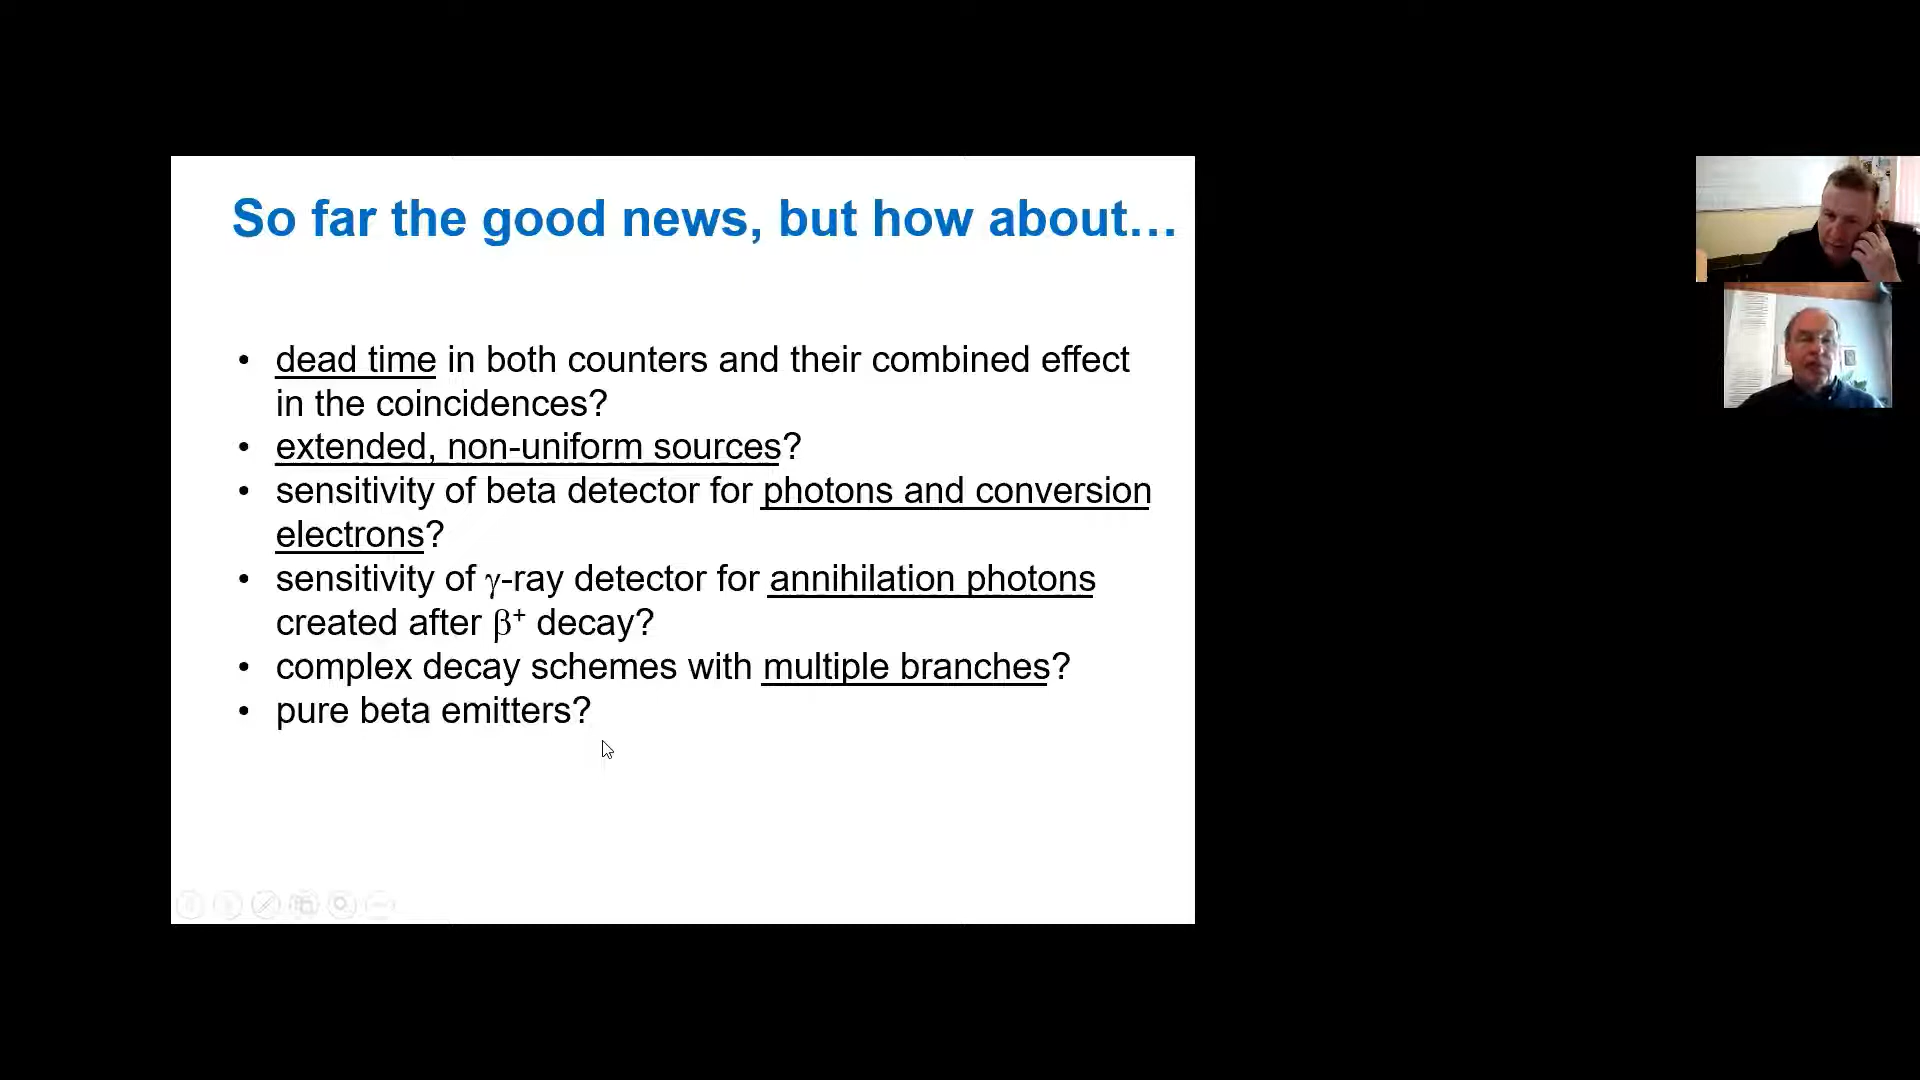 So far the good news, but how about…
• dead time in both counters and their combined effect
in the coincidences?
• extended, non-uniform sources?
• sensitivity of beta detector for photons and conversion
electrons?
• sensitivity of γ-ray detector for annihilation photons
created after β⁺ decay?
• complex decay schemes with multiple branches?
• pure beta emitters?